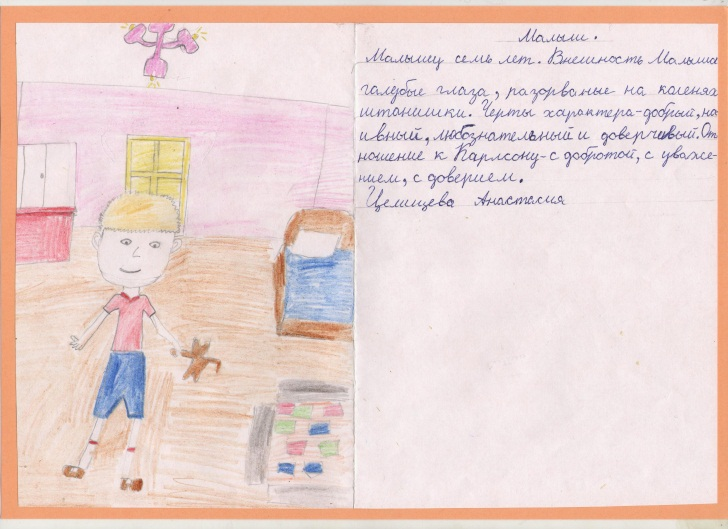 Малыш.
Малышу семь лет. Внешность Малыша
галубые глаза, разорваные на коленях
штанишки. Черты характера-добрый, на
ивный, любознательный и доверчивый. От
ношение к Карлсону-с добротой, с уваже-
нием, с доверием.
Целищева Анастасия